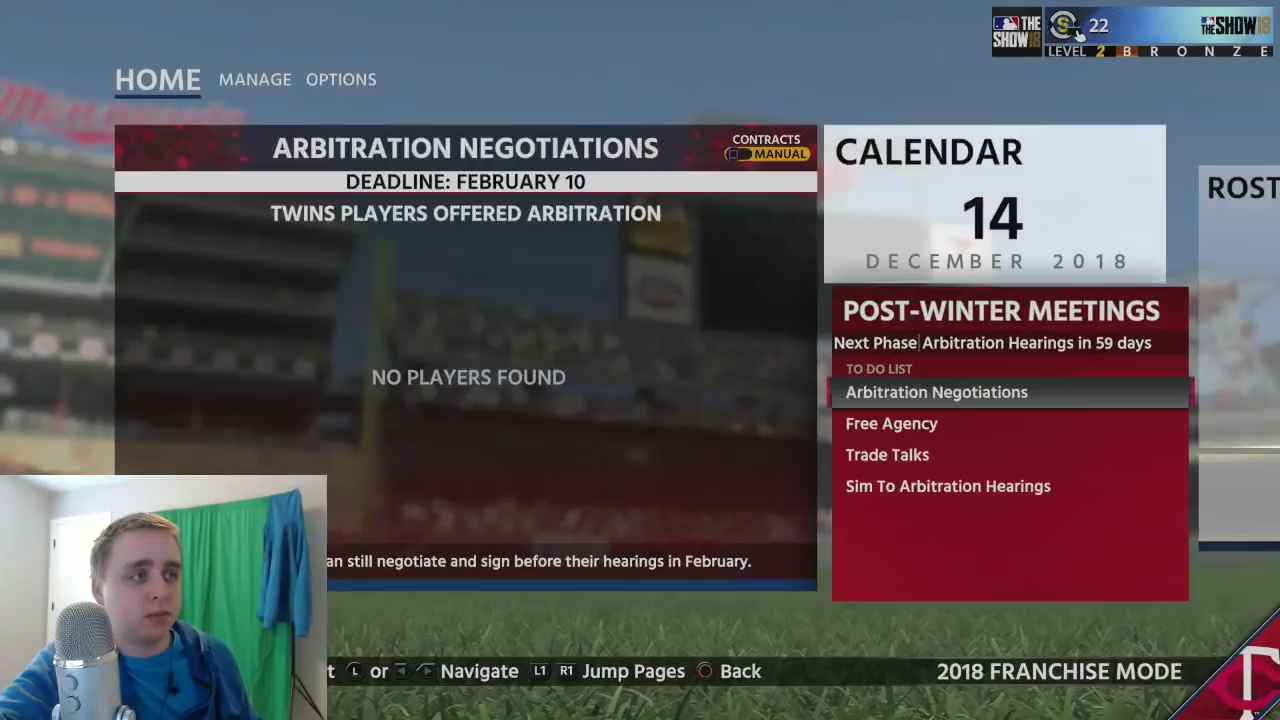 THE SHOW 18
22
THE SHOW 18
LEVEL 2 BRONZE
HOME MANAGE OPTIONS
Minnesota
ARBITRATION NEGOTIATIONS
CONTRACTS
MANUAL
DEADLINE: FEBRUARY 10
TWINS PLAYERS OFFERED ARBITRATION
NO PLAYERS FOUND
an still negotiate and sign before their hearings in February.
CALENDAR
14
DECEMBER 2018
POST-WINTER MEETINGS
Next Phase Arbitration Hearings in 59 days
TO DO LIST
Arbitration Negotiations
Free Agency
Trade Talks
Sim To Arbitration Hearings
ROST
t L or Navigate L1 R1 Jump Pages Back
2018 FRANCHISE MODE